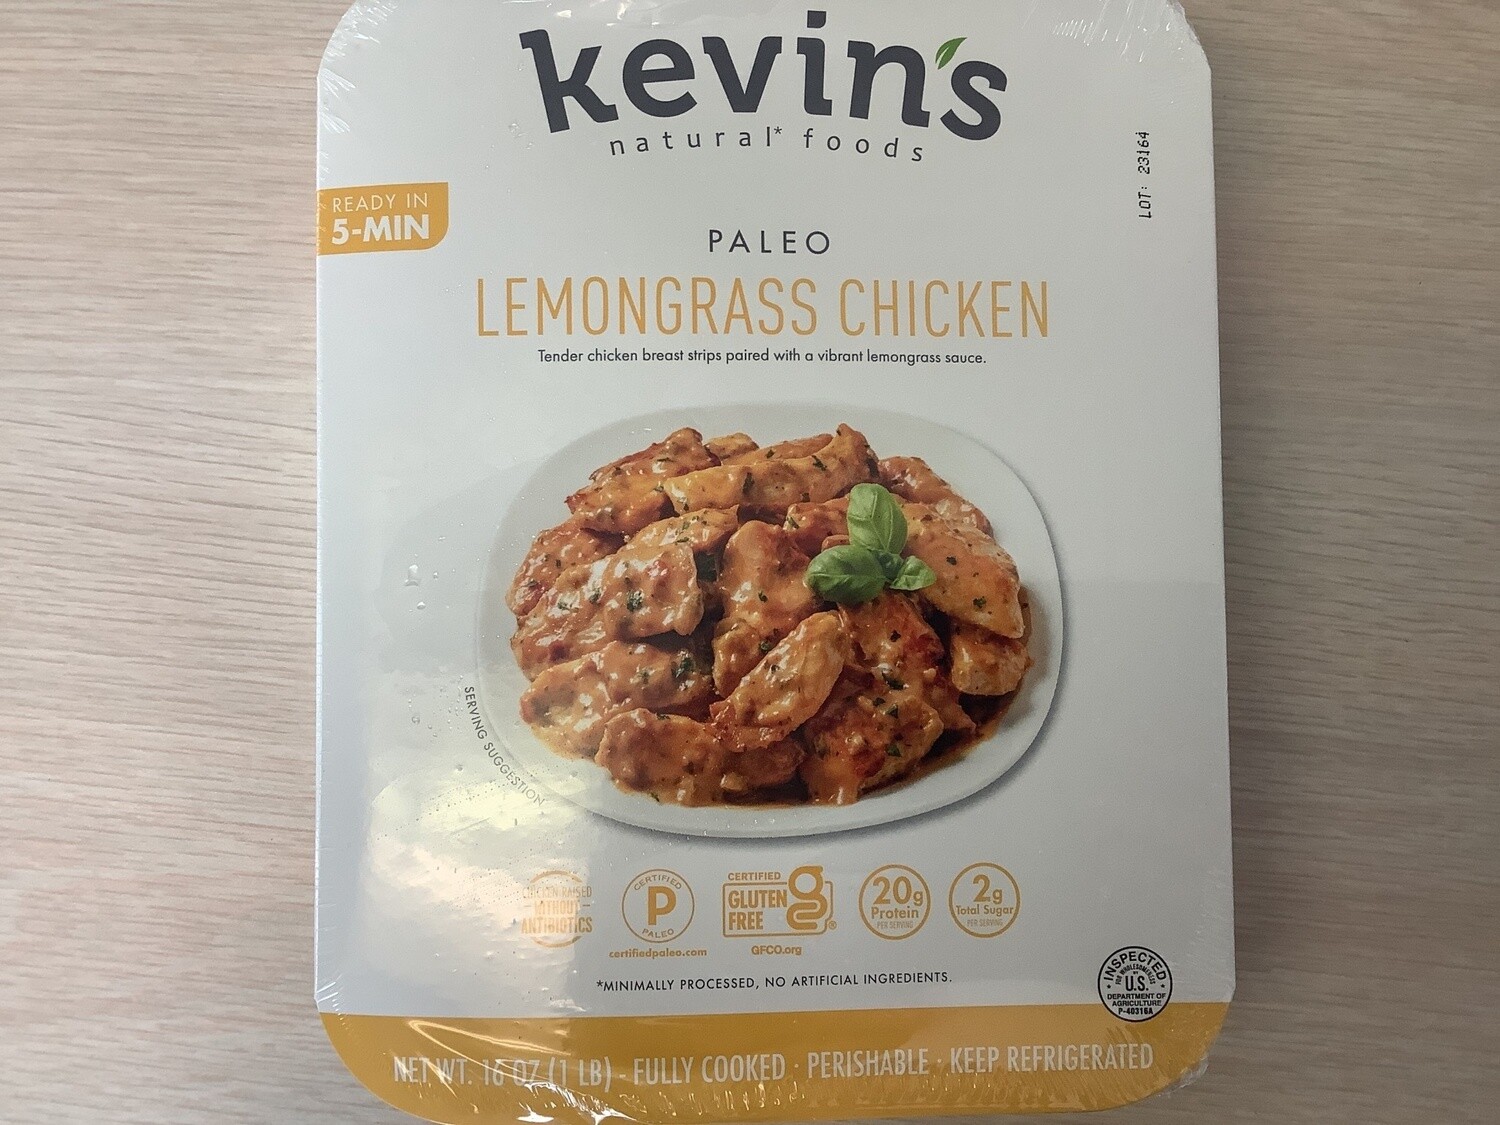 kevin's
natural* foods
LOT: 23164
READY IN
5-MIN
PALEO
LEMONGRASS CHICKEN
Tender chicken breast strips paired with a vibrant lemongrass sauce.
SERVING SUGGESTION
CHICKEN RAISED
WITHOUT
ANTIBIOTICS
CERTIFIED
P
PALEO
certifiedpaleo.com
CERTIFIED
GLUTEN
FREE
g
®
GFCO.org
20g
Protein
PER SERVING
2g
Total Sugar
PER SERVING
*MINIMALLY PROCESSED, NO ARTIFICIAL INGREDIENTS.
INSPECTED
FOR WHOLESOMENESS
BY
U.S.
DEPARTMENT OF
AGRICULTURE
P-40316A
NET WT. 16 OZ (1 LB) - FULLY COOKED · PERISHABLE · KEEP REFRIGERATED